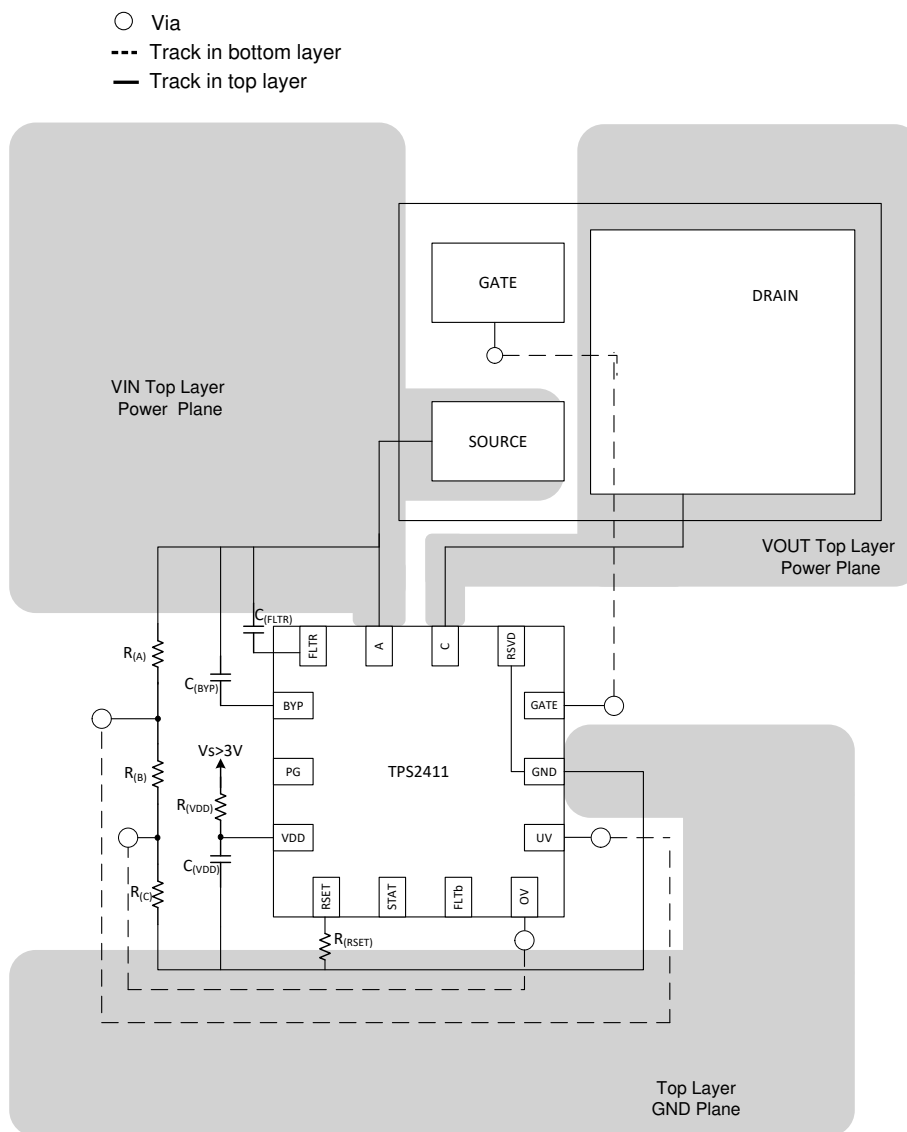 Via
Track in bottom layer
Track in top layer
GATE
DRAIN
VIN Top Layer
Power Plane
SOURCE
VOUT Top Layer
Power Plane
C(FLTR)
FLTR
A
C
RSVD
R(A)
C(BYP)
BYP
GATE
Vs>3V
R(B)
PG
TPS2411
GND
R(VDD)
VDD
UV
C(VDD)
R(C)
RSET
STAT
FLTb
OV
R(RSET)
Top Layer
GND Plane